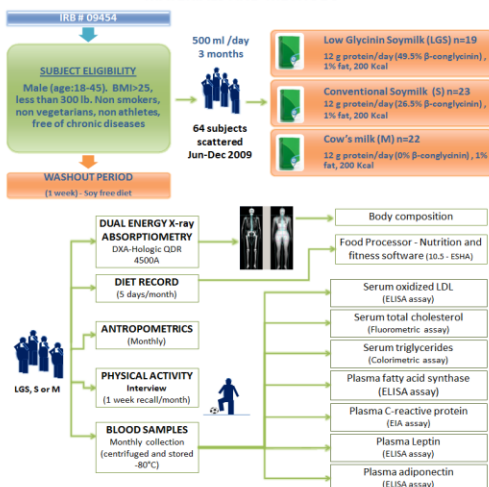 IRB # 09454
SUBJECT ELIGIBILITY
Male (age:18-45). BMI>25,
less than 300 lb. Non smokers,
non vegetarians, non athletes,
free of chronic diseases
WASHOUT PERIOD
(1 week) - Soy free diet
500 ml /day
3 months
64 subjects
scattered
Jun-Dec 2009
Low Glycinin Soymilk (LGS) n=19
12 g protein/day (49.5% β-conglycinin) ,
1% fat, 200 Kcal
Conventional Soymilk (S) n=23
12 g protein/day (26.5% β-conglycinin) ,
1% fat, 200 Kcal
Cow's milk (M) n=22
12 g protein/day (0% β-conglycinin) , 1%
fat, 200 Kcal
LGS, S or M
DUAL ENERGY X-ray
ABSORPTIOMETRY
DXA-Hologic QDR
4500A
DIET RECORD
(5 days/month)
ANTROPOMETRICS
(Monthly)
PHYSICAL ACTIVITY
Interview
(1 week recall/month)
BLOOD SAMPLES
Monthly collection
(centrifuged and stored
-80°C)
Body composition
Food Processor - Nutrition and
fitness software (10.5 - ESHA)
Serum oxidized LDL
(ELISA assay)
Serum total cholesterol
(Fluorometric assay)
Serum triglycerides
(Colorimetric assay)
Plasma fatty acid synthase
(ELISA assay)
Plasma C-reactive protein
(EIA assay)
Plasma Leptin
(ELISA assay)
Plasma adiponectin
(ELISA assay)